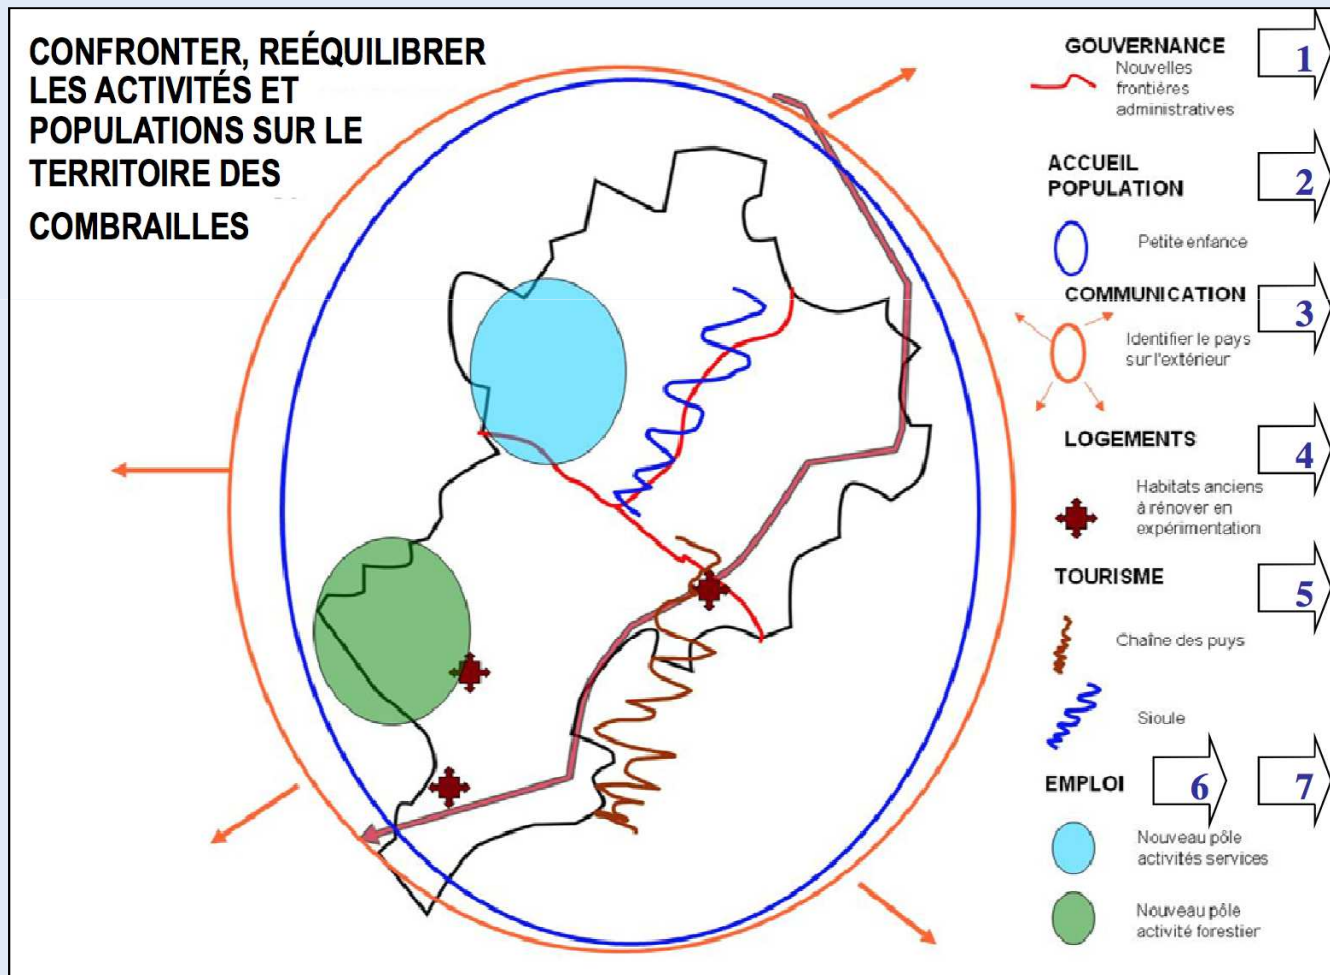 CONFRONTER, REÉQUILIBRER
LES ACTIVITÉS ET
POPULATIONS SUR LE
TERRITOIRE DES
COMBRAILLES
GOUVERNANCE
1
Nouvelles
frontières
administratives
ACCUEIL
POPULATION
2
Petite enfance
COMMUNICATION
3
Identifier le pays
sur l'extérieur
LOGEMENTS
4
Habitats anciens
à rénover en
expérimentation
TOURISME
5
Chaîne des puys
Sioule
EMPLOI
6
7
Nouveau pôle
activités services
Nouveau pôle
activité forestier